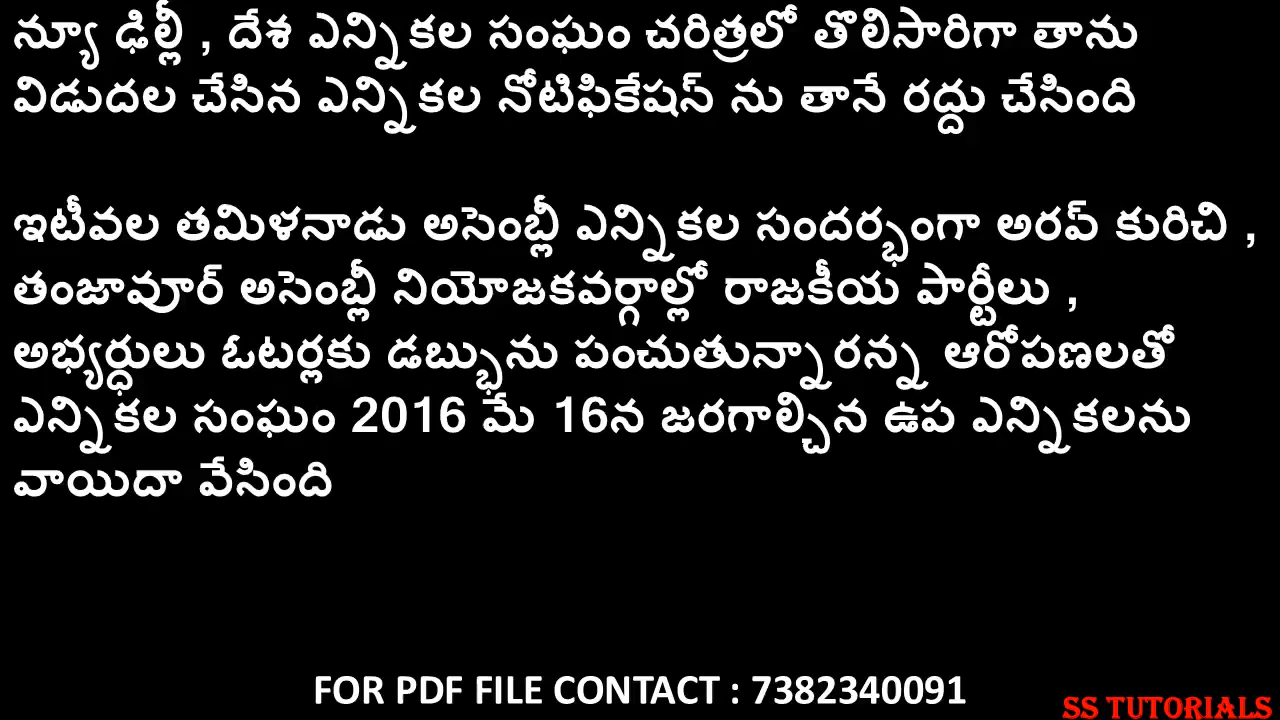 న్యూ ఢిల్లీ , దేశ ఎన్నికల సంఘం చరిత్రలో తొలిసారిగా తాను
విడుదల చేసిన ఎన్నికల నోటిఫికేషన్ ను తానే రద్దు చేసింది
ఇటీవల తమిళనాడు అసెంబ్లీ ఎన్నికల సందర్భంగా అరప్ కురిచి ,
తంజావూర్ అసెంబ్లీ నియోజకవర్గాల్లో రాజకీయ పార్టీలు ,
అభ్యర్ధులు ఓటర్లకు డబ్బును పంచుతున్నారన్న ఆరోపణలతో
ఎన్నికల సంఘం 2016 మే 16న జరగాల్చిన ఉప ఎన్నికలను
వాయిదా వేసింది
FOR PDF FILE CONTACT : 7382340091
SS TUTORIALS